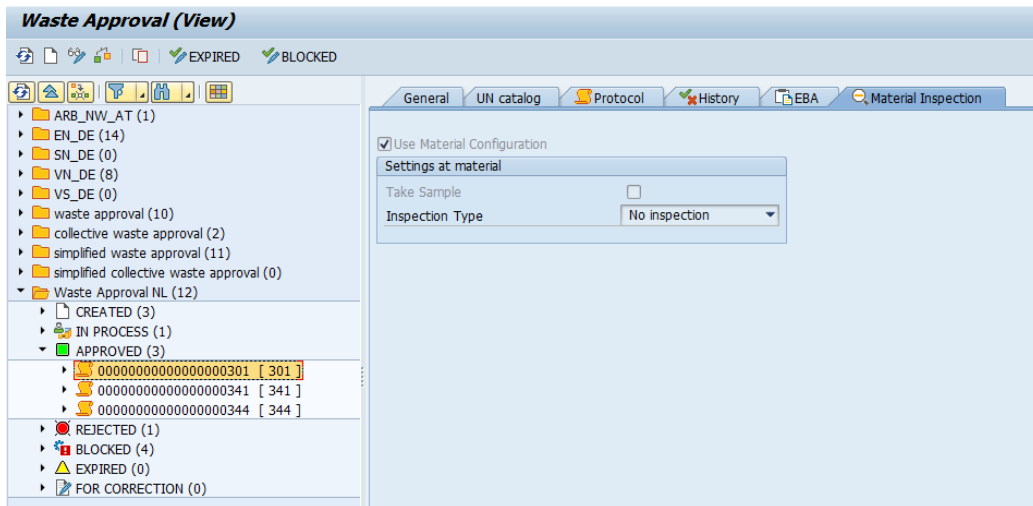 Waste Approval (View)
EXPIRED BLOCKED
General UN catalog Protocol History EBA Material Inspection
ARB_NW_AT (1)
EN_DE (14)
SN_DE (0)
VN_DE (8)
VS_DE (0)
waste approval (10)
collective waste approval (2)
simplified waste approval (11)
simplified collective waste approval (0)
Waste Approval NL (12)
CREATED (3)
IN PROCESS (1)
APPROVED (3)
00000000000000000301 [ 301 ]
00000000000000000341 [ 341 ]
00000000000000000344 [ 344 ]
REJECTED (1)
BLOCKED (4)
EXPIRED (0)
FOR CORRECTION (0)
Use Material Configuration
Settings at material
Take Sample
Inspection Type No inspection